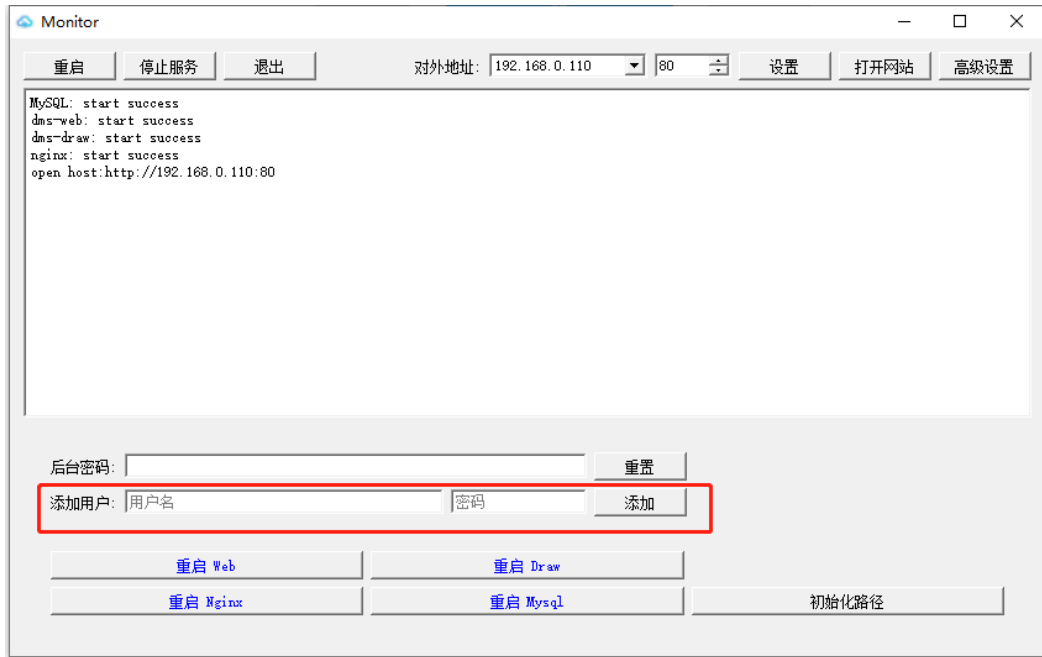 Monitor
重启 停止服务 退出 对外地址: 192.168.0.110 80 设置 打开网站 高级设置
MySQL: start success
dms-web: start success
dms-draw: start success
nginx: start success
open host:http://192.168.0.110:80
后台密码: 重置
添加用户: 用户名 密码 添加
重启 Web 重启 Draw
重启 Nginx 重启 Mysql 初始化路径